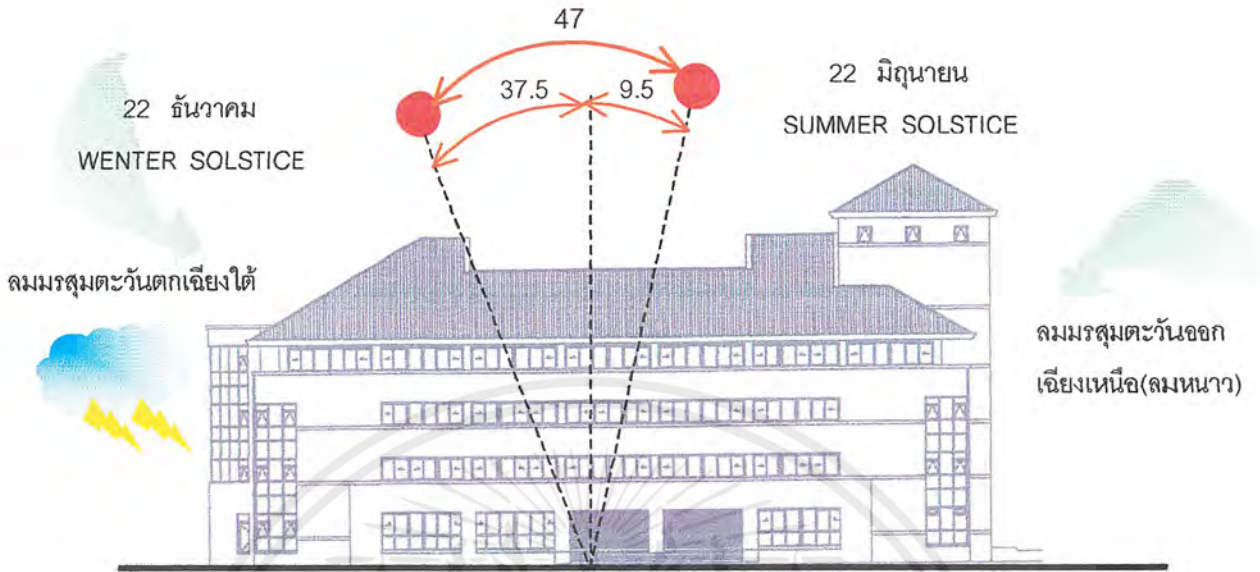 47
37.5
9.5
22 ธันวาคม
WENTER SOLSTICE
22 มิถุนายน
SUMMER SOLSTICE
ลมมรสุมตะวันตกเฉียงใต้
ลมมรสุมตะวันออก
เฉียงเหนือ(ลมหนาว)